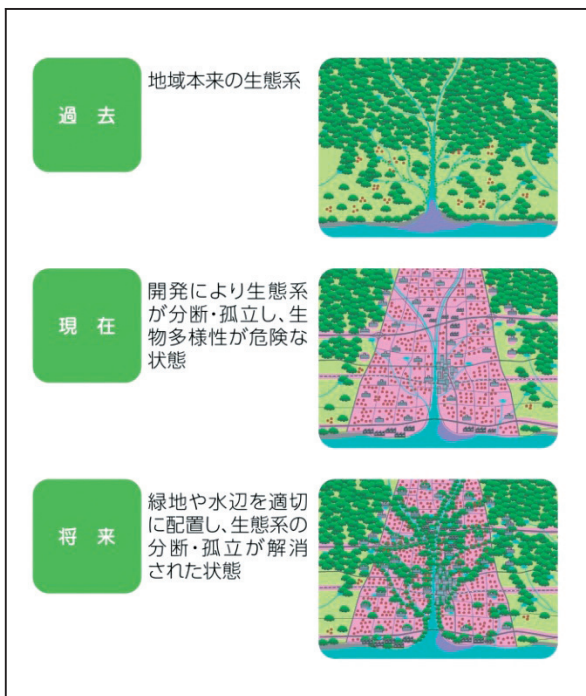 過去
地域本来の生態系
現在
開発により生態系
が分断・孤立し、生
物多様性が危険な
状態
将来
緑地や水辺を適切
に配置し、生態系の
分断・孤立が解消
された状態